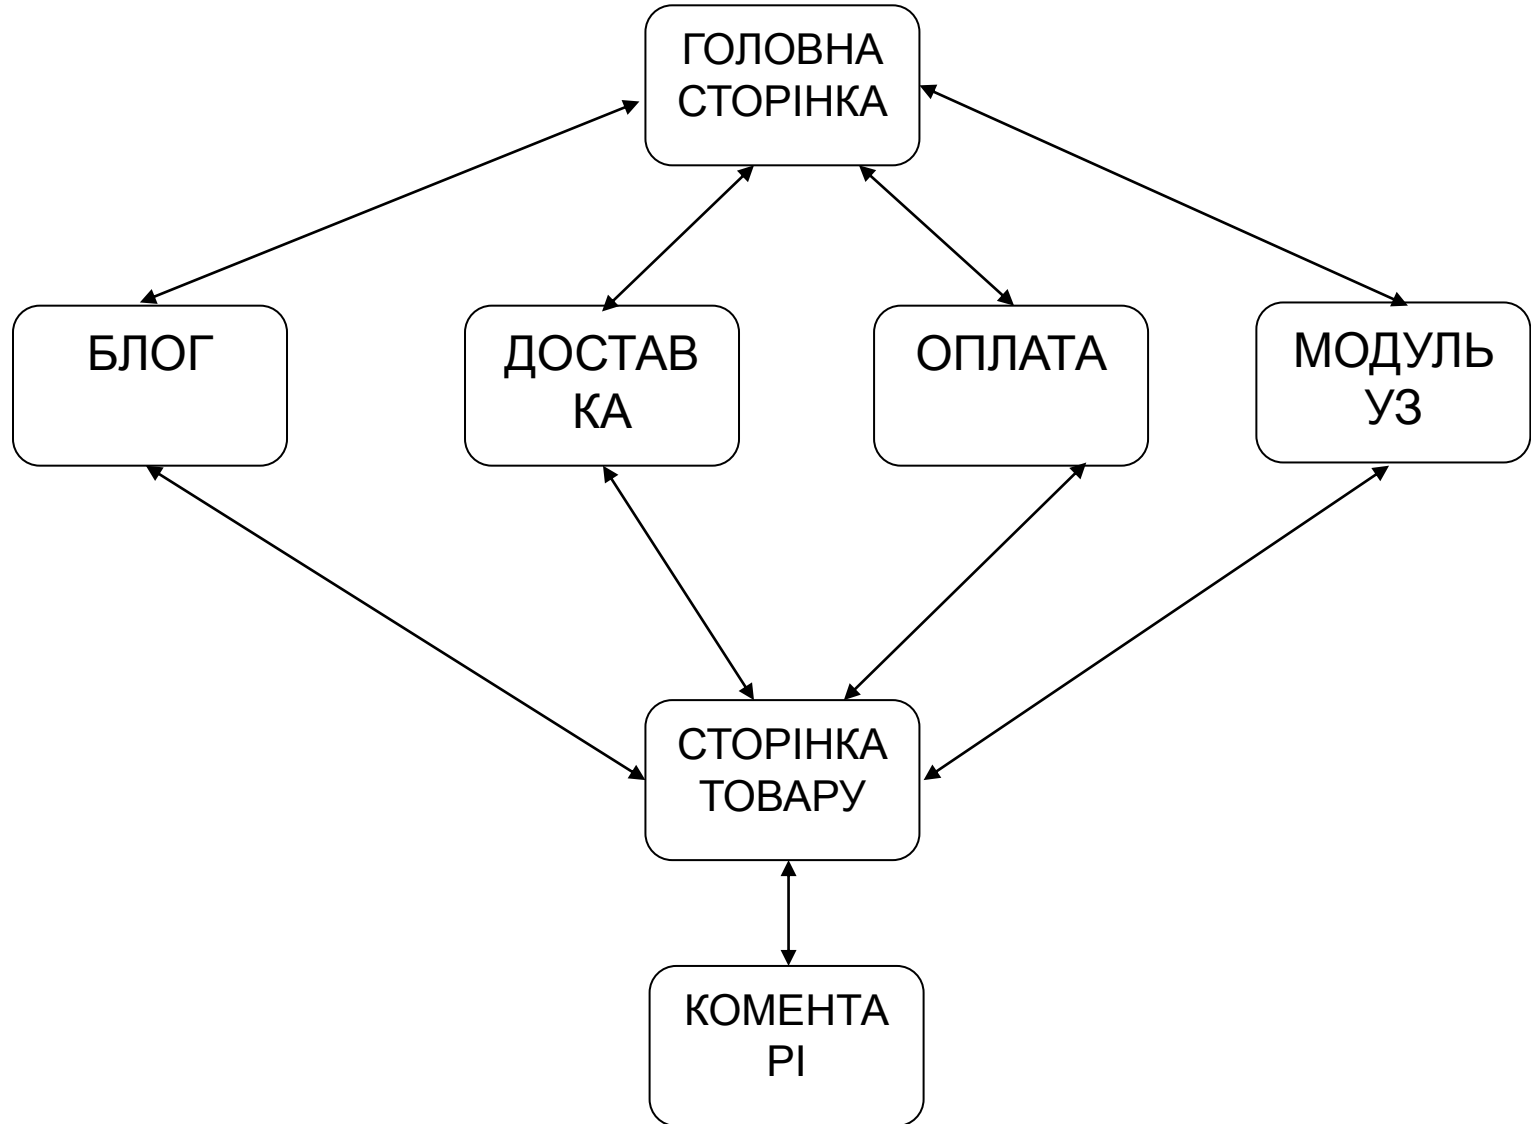 ГОЛОВНА
СТОРІНКА
БЛОГ
ДОСТАВ
КА
ОПЛАТА
МОДУЛЬ
УЗ
СТОРІНКА
ТОВАРУ
КОМЕНТА
РІ